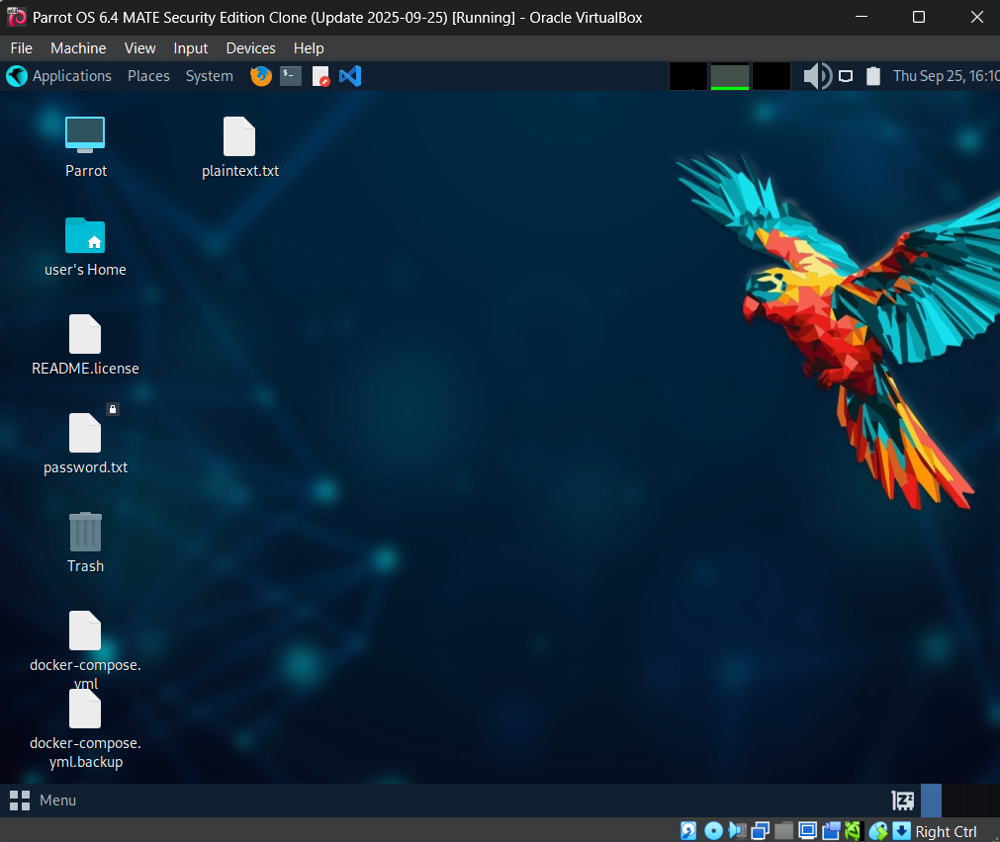 Parrot OS 6.4 MATE Security Edition Clone (Update 2025-09-25) [Running] - Oracle VirtualBox
File Machine View Input Devices Help
Applications Places System Thu Sep 25, 16:10
Parrot
plaintext.txt
user's Home
README.license
password.txt
Trash
docker-compose.
yml
docker-compose.
yml.backup
Menu
Right Ctrl